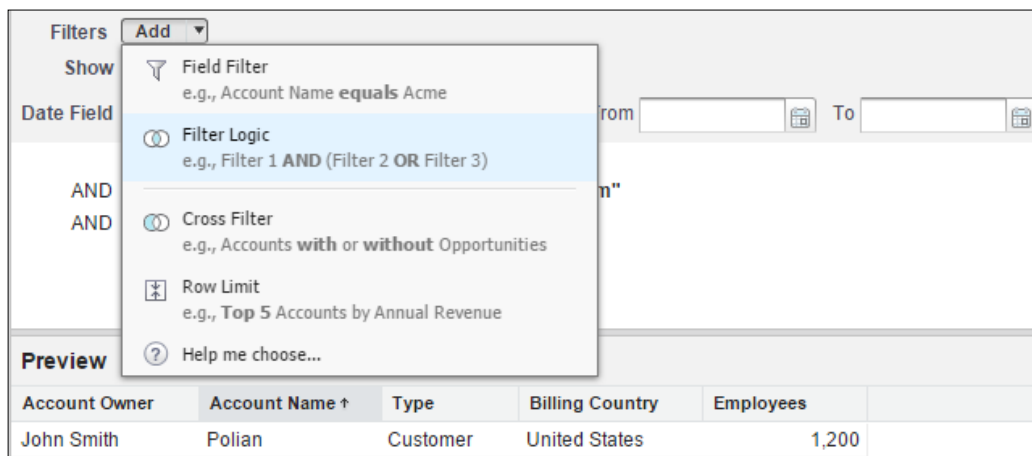 Filters Add
Show
Field Filter
e.g., Account Name equals Acme
Date Field
rom To
Filter Logic
e.g., Filter 1 AND (Filter 2 OR Filter 3)
AND m"
AND
Cross Filter
e.g., Accounts with or without Opportunities
Row Limit
e.g., Top 5 Accounts by Annual Revenue
? Help me choose...
Preview
Account Owner Account Name ↑ Type Billing Country Employees
John Smith Polian Customer United States 1,200